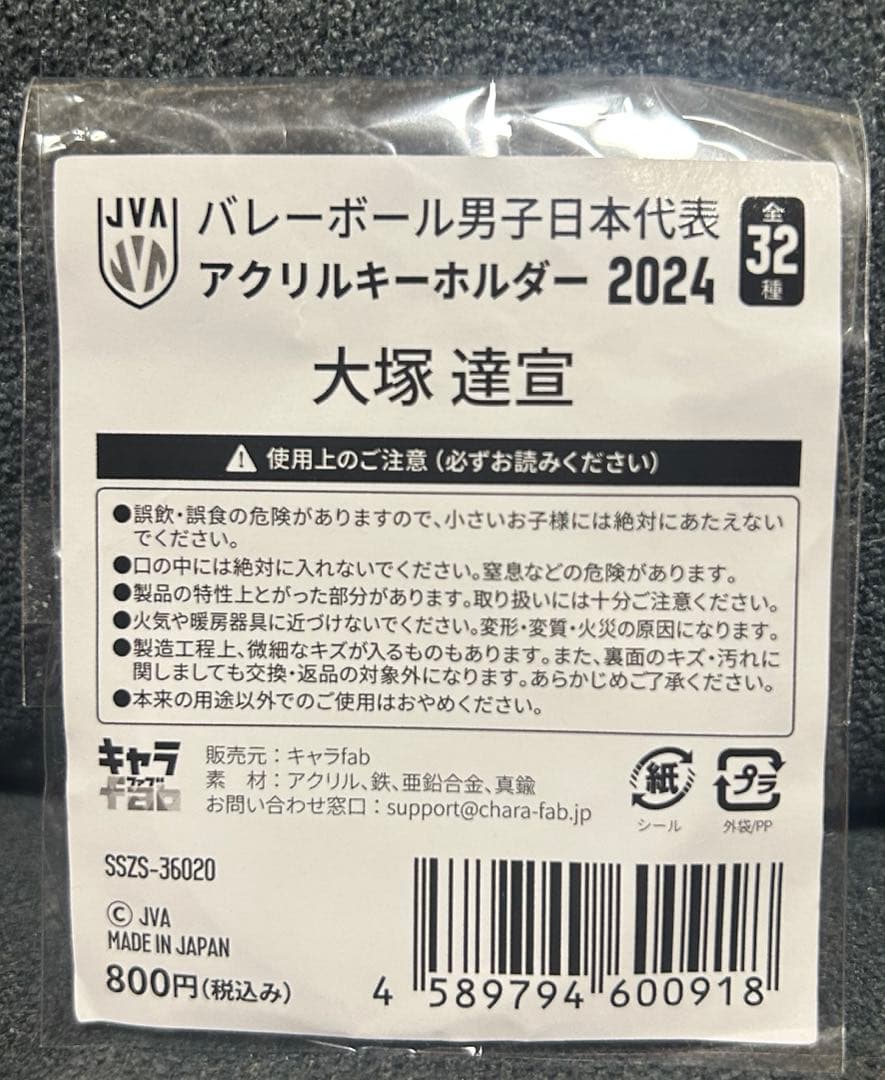 JVA
バレーボール男子日本代表
アクリルキーホルダー 2024
全
32
種
大塚 達宣
使用上のご注意（必ずお読みください）
●誤飲・誤食の危険がありますので、小さいお子様には絶対にあたえない
でください。
●口の中には絶対に入れないでください。窒息などの危険があります。
●製品の特性上とがった部分があります。取り扱いには十分ご注意ください。
●火気や暖房器具に近づけないでください。変形・変質・火災の原因になります。
●製造工程上、微細なキズが入るものもあります。また、裏面のキズ・汚れに
関しましても交換・返品の対象外になります。あらかじめご了承ください。
●本来の用途以外でのご使用はおやめください。
キャラ
ファブ
fab
販売元：キャラfab
素 材：アクリル、鉄、亜鉛合金、真鍮
お問い合わせ窓口：support@chara-fab.jp
紙
シール
プラ
外袋/PP
SSZS-36020
© JVA
MADE IN JAPAN
800円（税込み）
4 589794 600918